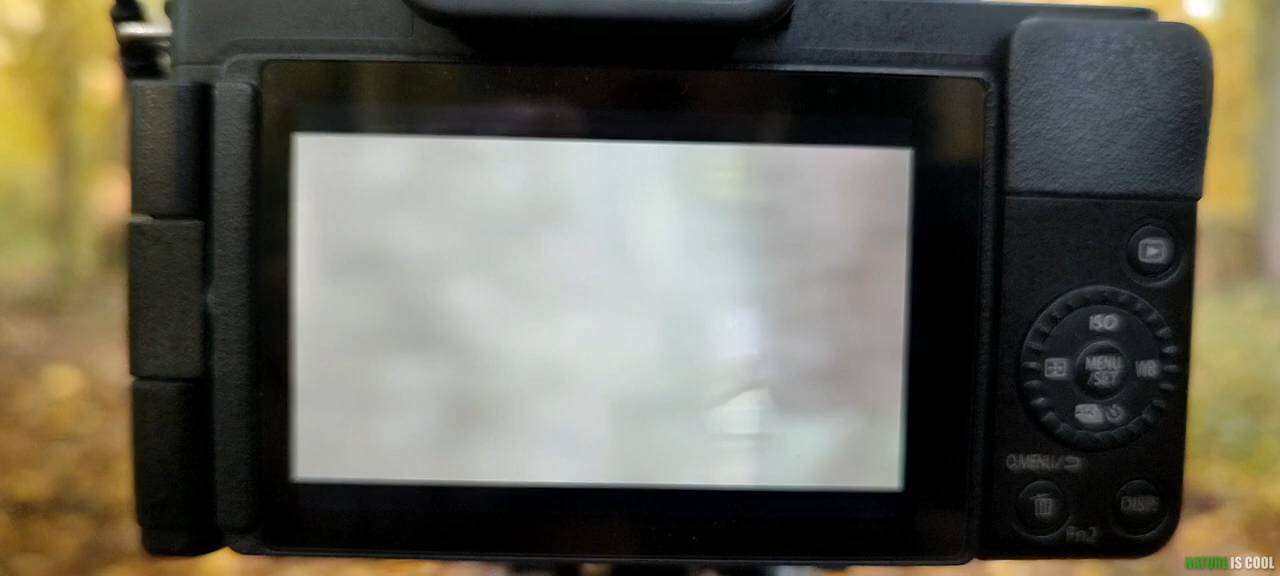 ISO
MENU
/SET
WB
Q.MENU/
DISP.
Fn2
NATURE IS COOL